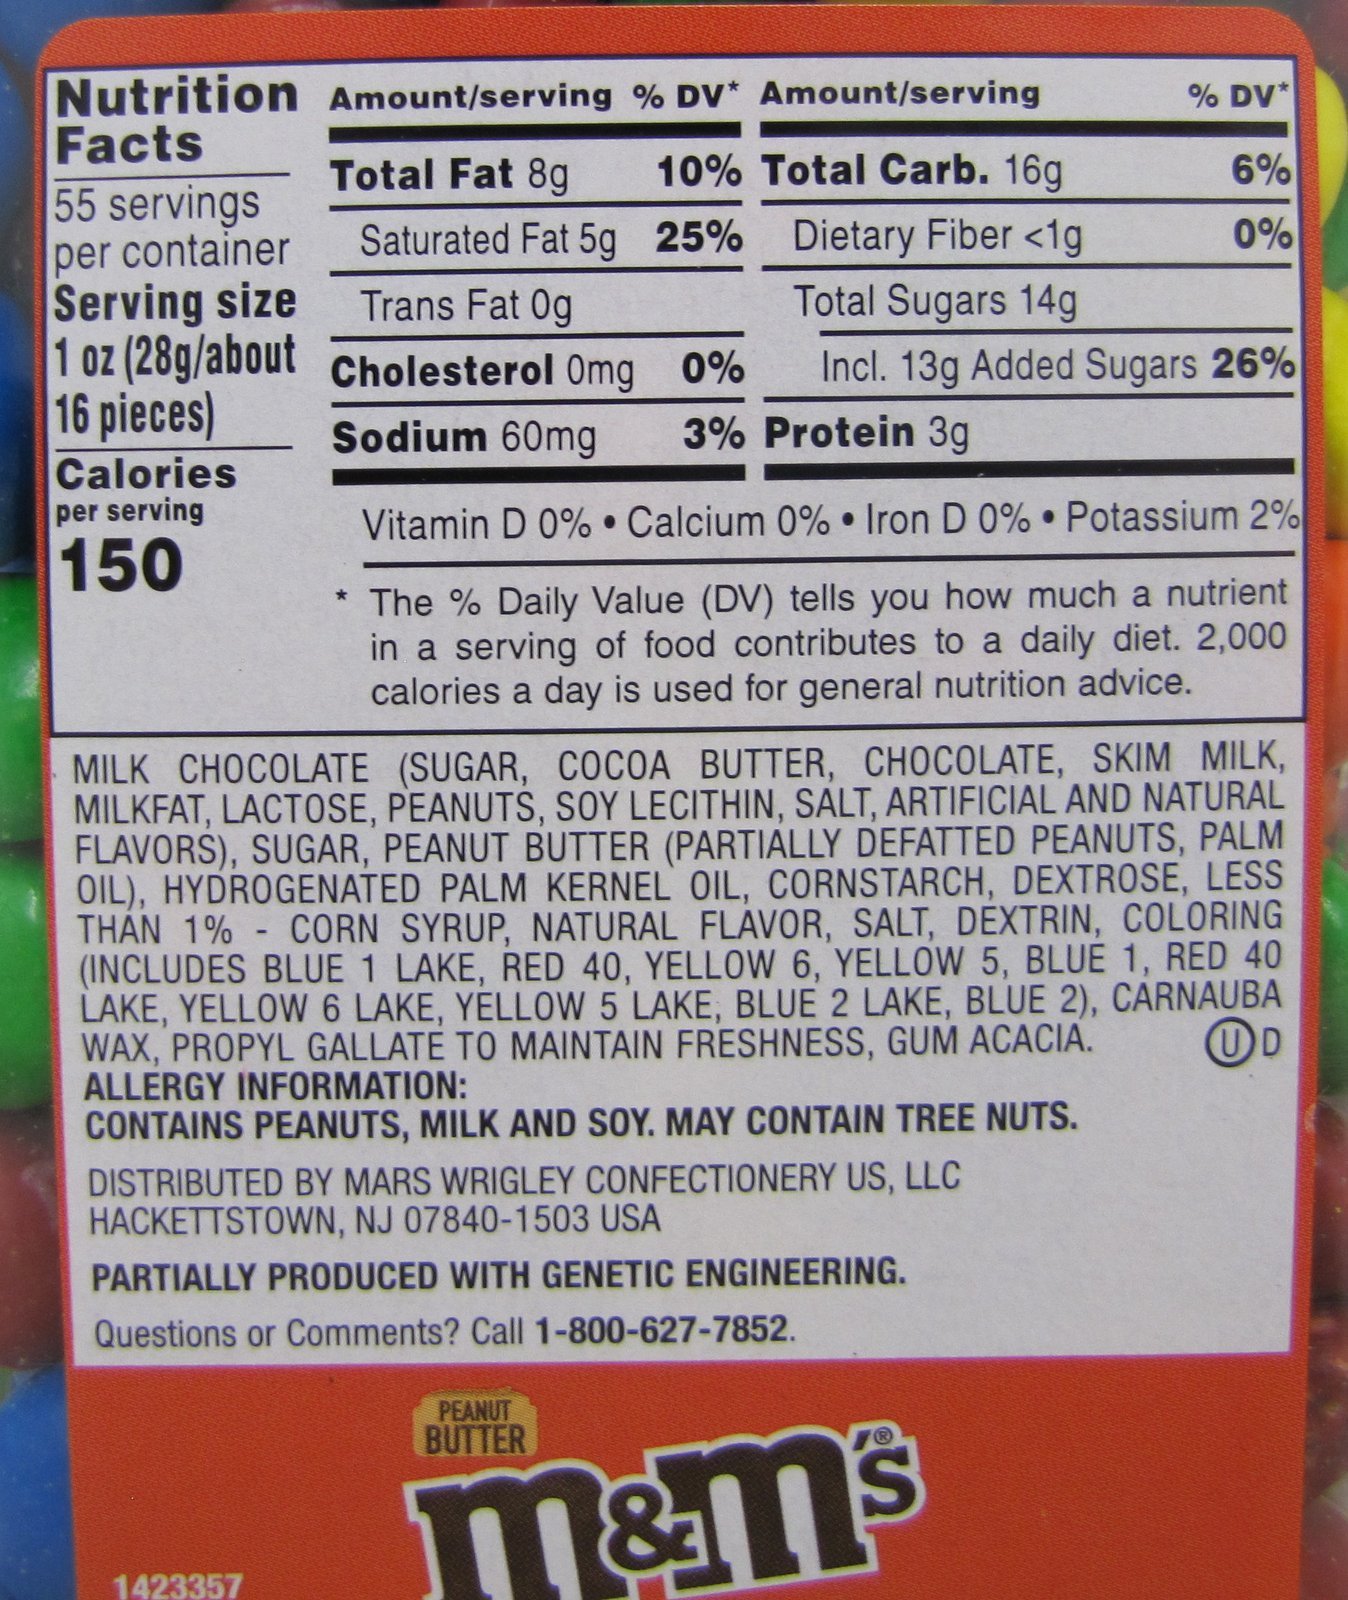 Nutrition
Facts
55 servings
per container
Serving size
1 oz (28g/about
16 pieces)
Calories
per serving
150
Amount/serving % DV*
Total Fat 8g 10%
Saturated Fat 5g 25%
Trans Fat 0g
Cholesterol 0mg 0%
Sodium 60mg 3%
Amount/serving % DV*
Total Carb. 16g 6%
Dietary Fiber <1g 0%
Total Sugars 14g
Incl. 13g Added Sugars 26%
Protein 3g
Vitamin D 0% • Calcium 0% • Iron D 0% • Potassium 2%
* The % Daily Value (DV) tells you how much a nutrient
in a serving of food contributes to a daily diet. 2,000
calories a day is used for general nutrition advice.
MILK CHOCOLATE (SUGAR, COCOA BUTTER, CHOCOLATE, SKIM MILK,
MILKFAT, LACTOSE, PEANUTS, SOY LECITHIN, SALT, ARTIFICIAL AND NATURAL
FLAVORS), SUGAR, PEANUT BUTTER (PARTIALLY DEFATTED PEANUTS, PALM
OIL), HYDROGENATED PALM KERNEL OIL, CORNSTARCH, DEXTROSE, LESS
THAN 1% - CORN SYRUP, NATURAL FLAVOR, SALT, DEXTRIN, COLORING
(INCLUDES BLUE 1 LAKE, RED 40, YELLOW 6, YELLOW 5, BLUE 1, RED 40
LAKE, YELLOW 6 LAKE, YELLOW 5 LAKE, BLUE 2 LAKE, BLUE 2), CARNAUBA
WAX, PROPYL GALLATE TO MAINTAIN FRESHNESS, GUM ACACIA. Ⓤ D
ALLERGY INFORMATION:
CONTAINS PEANUTS, MILK AND SOY. MAY CONTAIN TREE NUTS.
DISTRIBUTED BY MARS WRIGLEY CONFECTIONERY US, LLC
HACKETTSTOWN, NJ 07840-1503 USA
PARTIALLY PRODUCED WITH GENETIC ENGINEERING.
Questions or Comments? Call 1-800-627-7852.
PEANUT
BUTTER
m&m's®
1423357